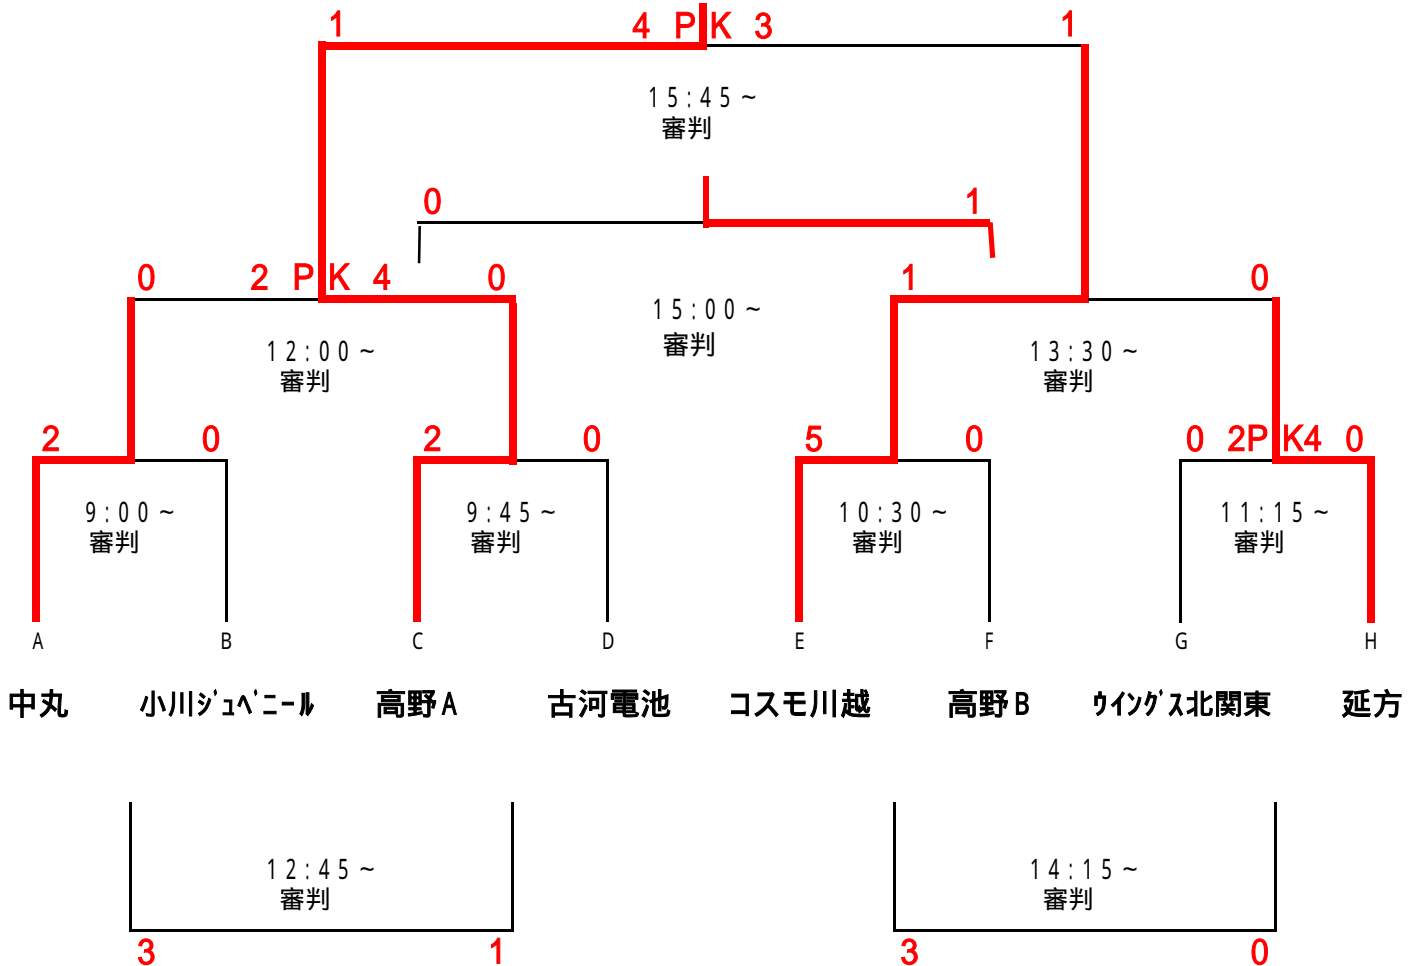 1 4 PK 3 1
15:45~
審判
0 1
0 2 PK 4 0 1 0
15:00~
審判
12:00~ 13:30~
審判 審判
2 0 2 0 5 0 0 2PK4 0
9:00~ 9:45~ 10:30~ 11:15~
審判 審判 審判 審判
A B C D E F G H
中丸 小川ｼﾞｭﾍﾞﾆｰﾙ 高野A 古河電池 コスモ川越 高野B ｳｲﾝｸﾞｽ北関東 延方
12:45~ 14:15~
審判 審判
3 1 3 0